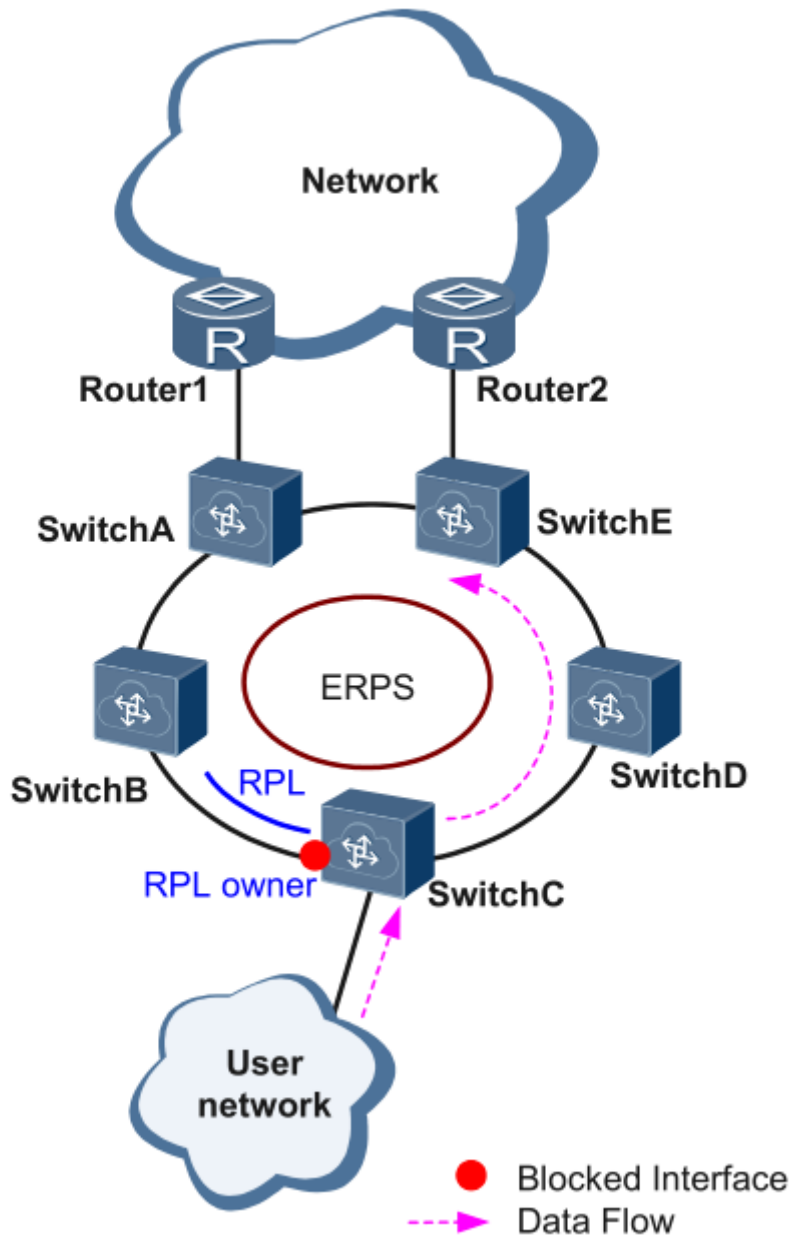 Network
R
R
Router1
Router2
SwitchA
SwitchE
ERPS
SwitchB
RPL
SwitchD
RPL owner
SwitchC
User
network
Blocked Interface
Data Flow